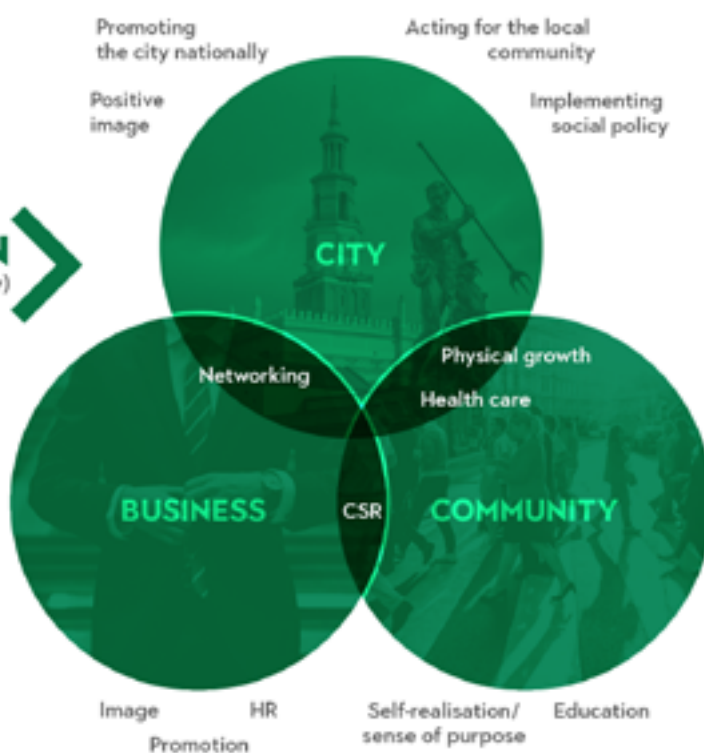 Promoting
the city nationally
Acting for the local
community
Positive
image
Implementing
social policy
CITY
N
)
Physical growth
Networking
Health care
BUSINESS
CSR
COMMUNITY
Image
HR
Self-realisation/
sense of purpose
Education
Promotion